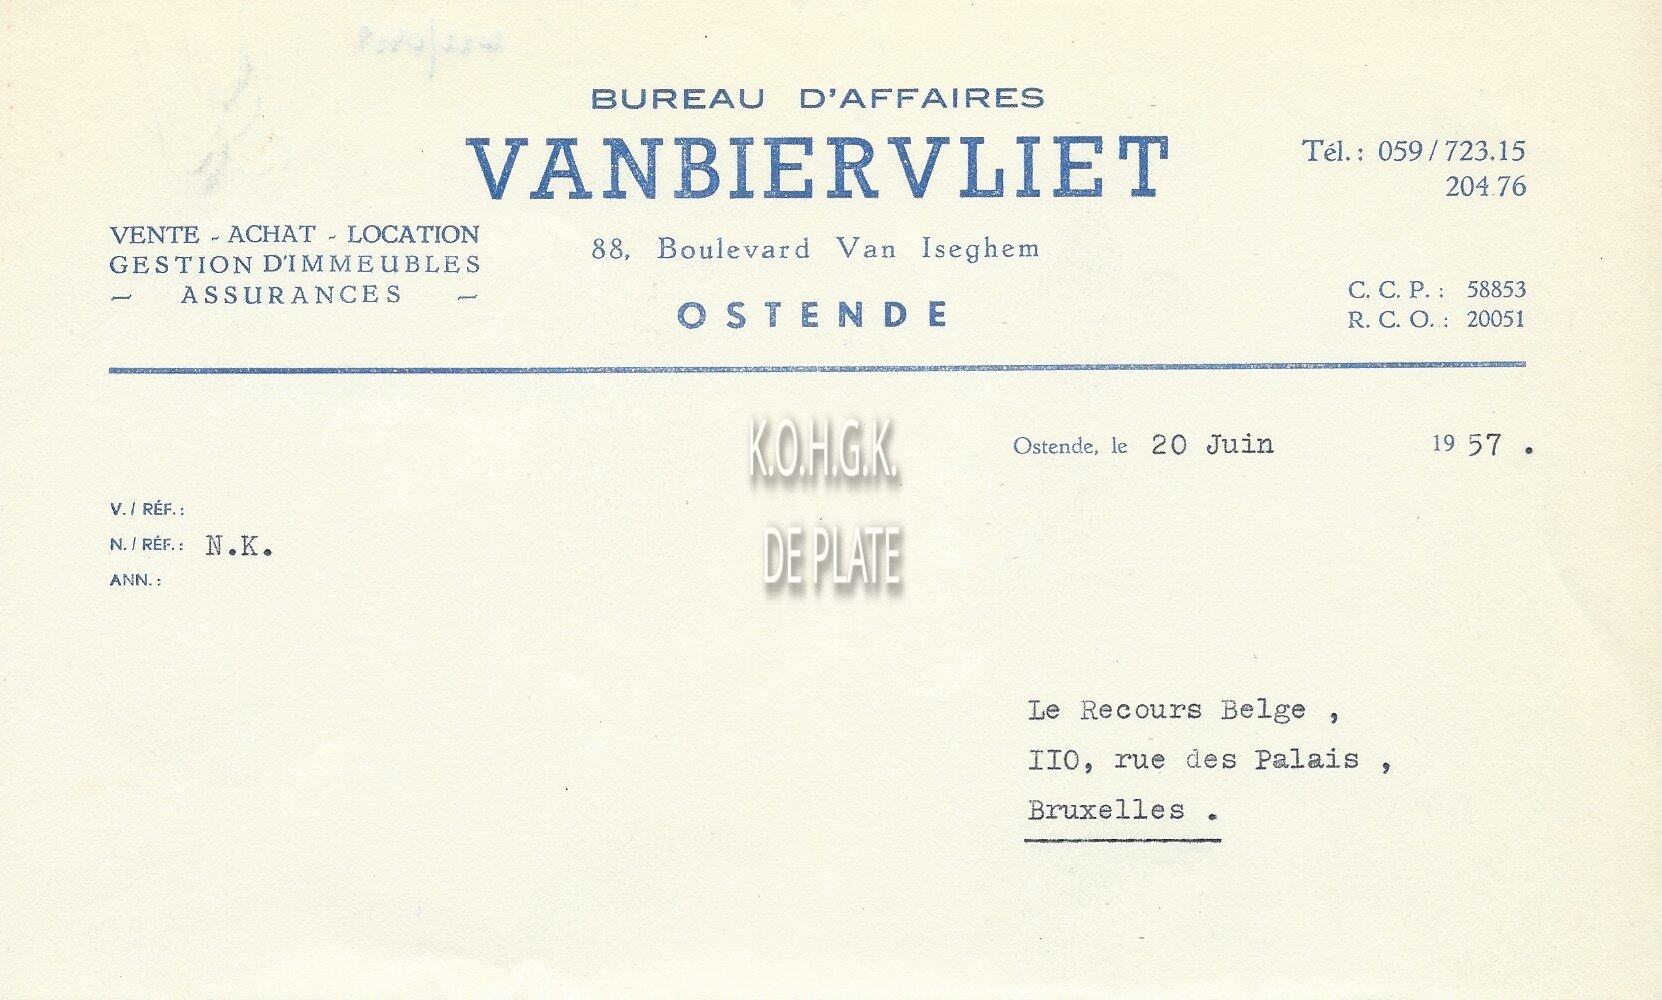 BUREAU D'AFFAIRES
VANBIERVLIET
88, Boulevard Van Iseghem
OSTENDE
VENTE - ACHAT - LOCATION
GESTION D'IMMEUBLES
- ASSURANCES -
Tél.: 059/723.15
204.76
C. C. P. : 58853
R. C. O. : 20051
K.O.H.G.K.
DE PLATE
Ostende, le 20 Juin 1957 .
V. / RÉF. :
N. / RÉF. : N.K.
ANN. :
Le Recours Belge ,
IIO, rue des Palais ,
Bruxelles .